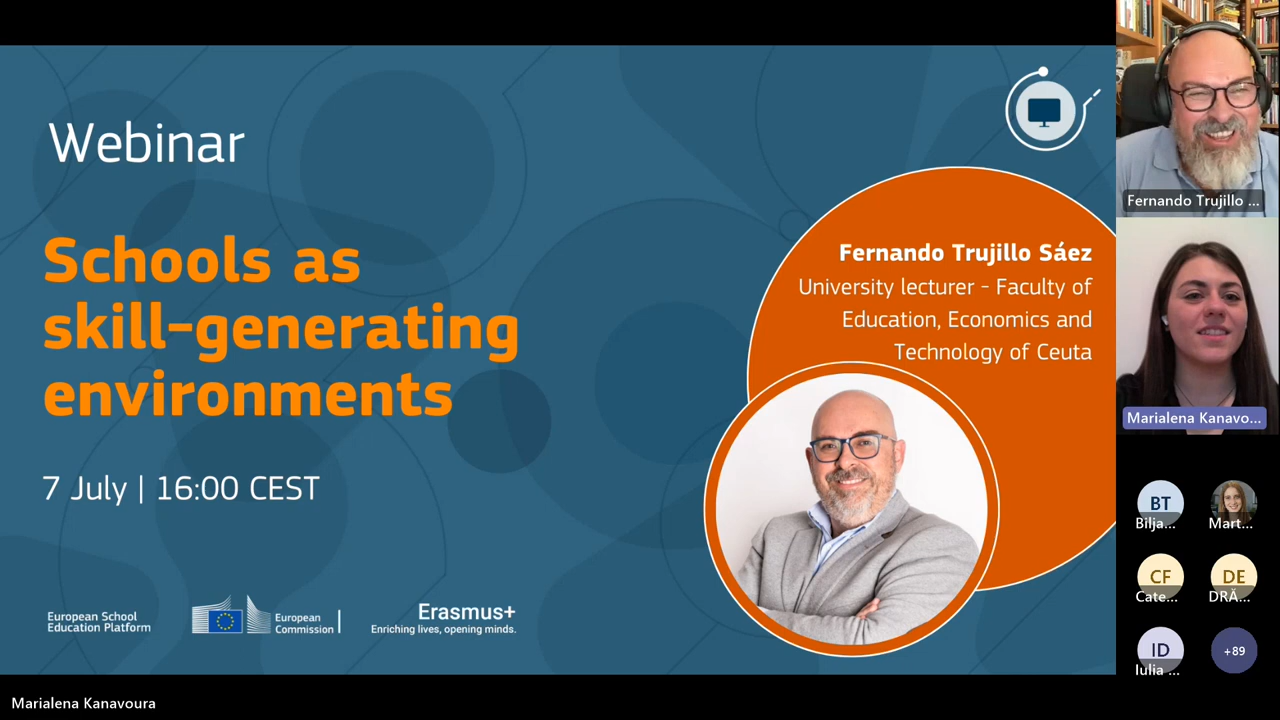 Webinar
Schools as
skill-generating
environments
7 July | 16:00 CEST
Fernando Trujillo Sáez
University lecturer - Faculty of
Education, Economics and
Technology of Ceuta
European School
Education Platform
European
Commission
Erasmus+
Enriching lives, opening minds.
Fernando Trujillo ...
Marialena Kanavo...
BT
Bilja...
Mart...
CF
Cate...
DE
DRĂ...
ID
Iulia ...
+89
Marialena Kanavoura